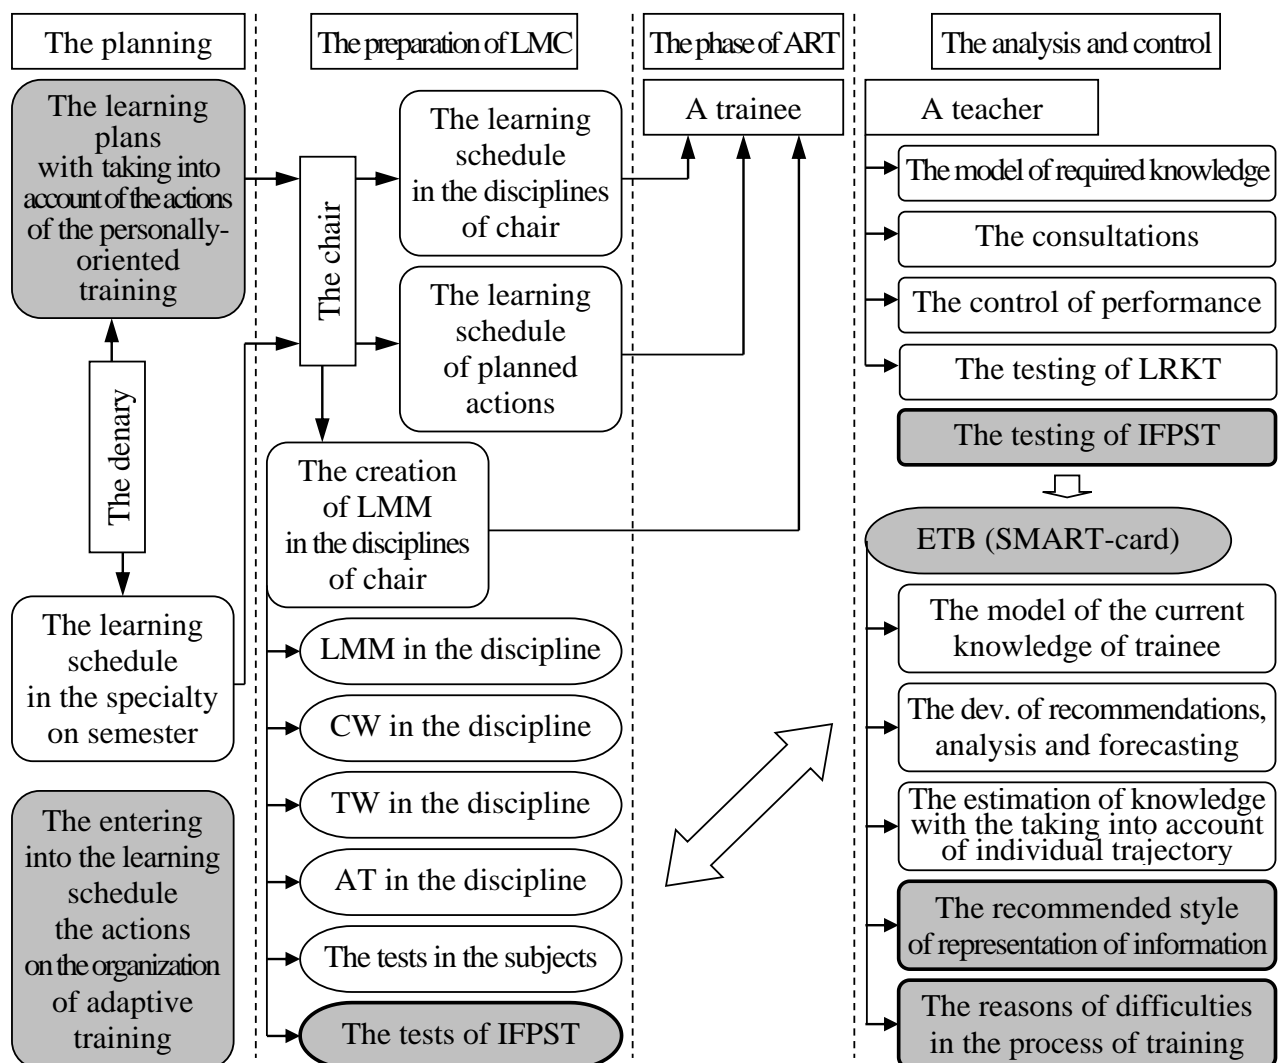 The planning
The learning
plans
with taking into
account of the actions
of the personally-
oriented
training
The denary
The learning
schedule
in the specialty
on semester
The entering
into the learning
schedule
the actions
on the organization
of adaptive
training
The preparation of LMC
The chair
The learning
schedule
in the disciplines
of chair
The learning
schedule
of planned
actions
The creation
of LMM
in the disciplines
of chair
LMM in the discipline
CW in the discipline
TW in the discipline
AT in the discipline
The tests in the subjects
The tests of IFPST
The phase of ART
A trainee
The analysis and control
A teacher
The model of required knowledge
The consultations
The control of performance
The testing of LRKT
The testing of IFPST
ETB (SMART-card)
The model of the current
knowledge of trainee
The dev. of recommendations,
analysis and forecasting
The estimation of knowledge
with the taking into account
of individual trajectory
The recommended style
of representation of information
The reasons of difficulties
in the process of training